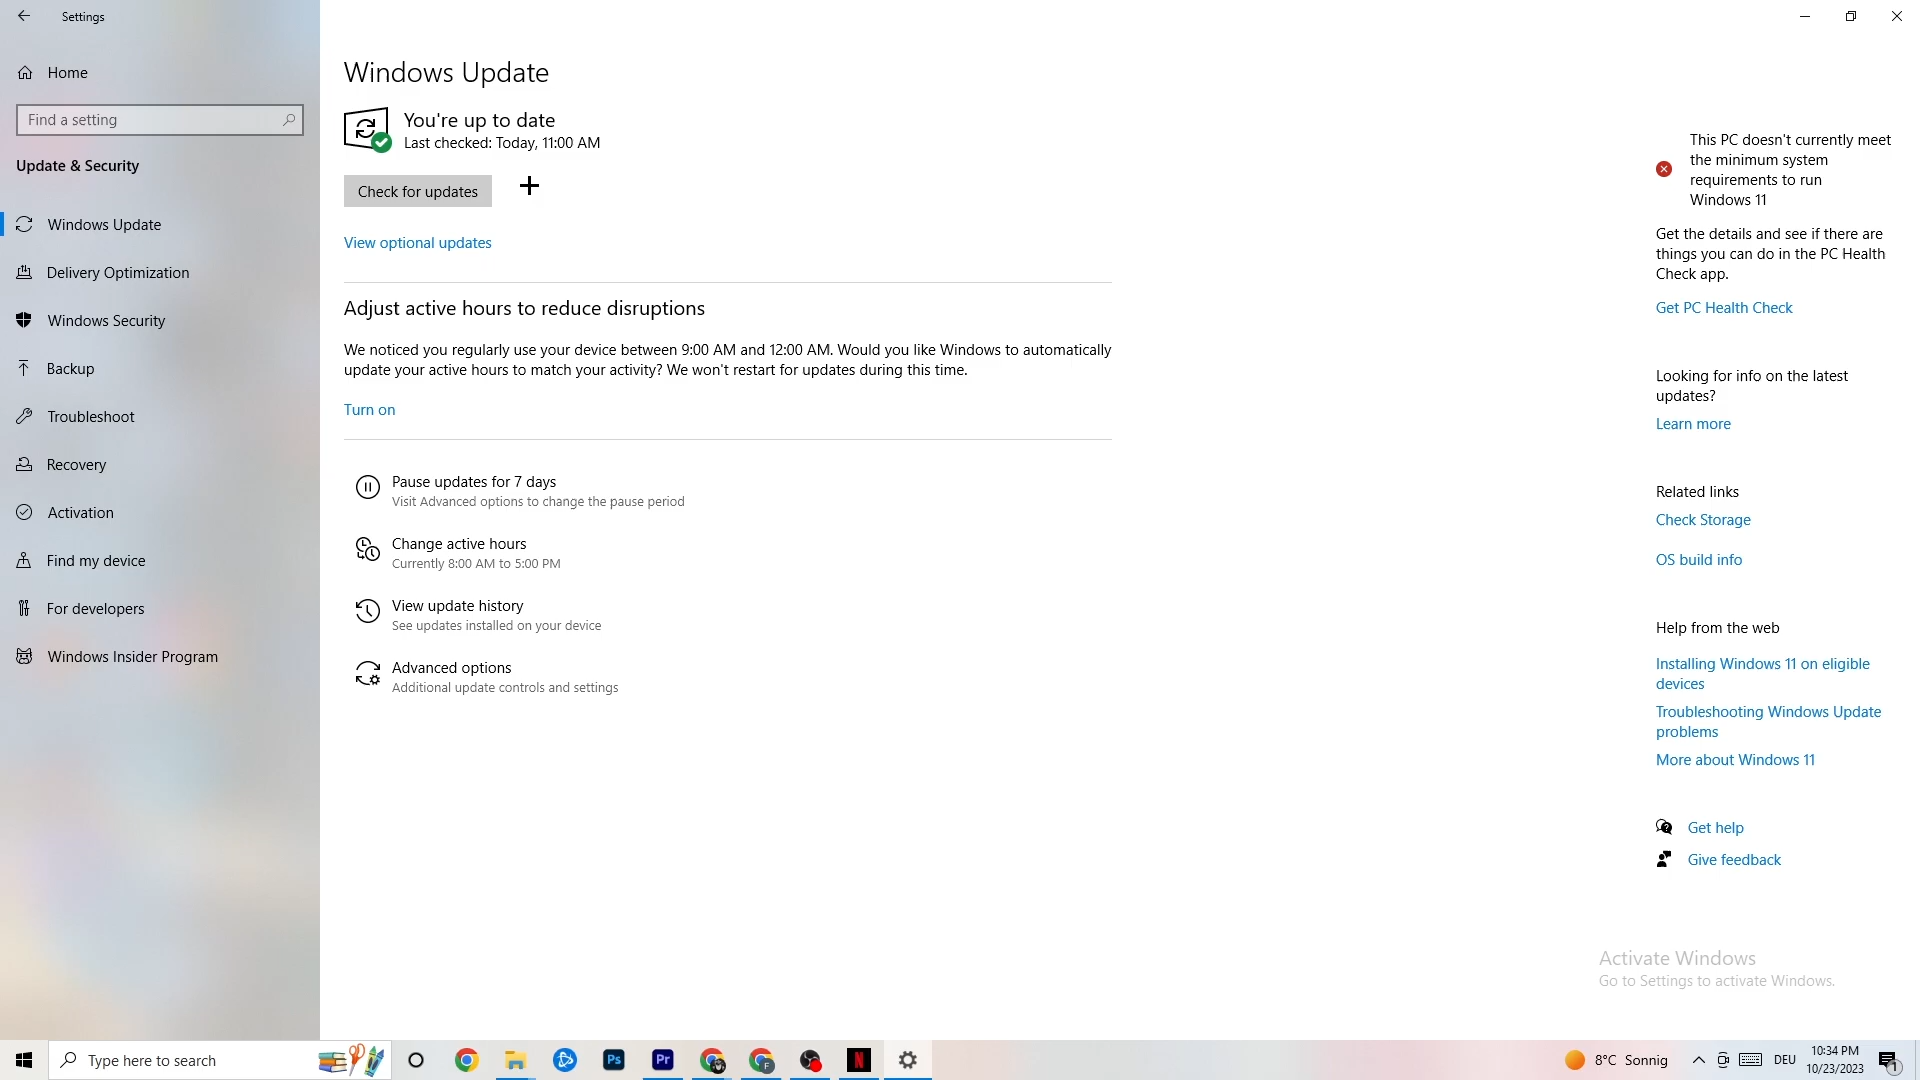 Settings
Home
Find a setting
Update & Security
Windows Update
Delivery Optimization
Windows Security
Backup
Troubleshoot
Recovery
Activation
Find my device
For developers
Windows Insider Program
Windows Update
You're up to date
Last checked: Today, 11:00 AM
Check for updates
View optional updates
Adjust active hours to reduce disruptions
We noticed you regularly use your device between 9:00 AM and 12:00 AM. Would you like Windows to automatically
update your active hours to match your activity? We won't restart for updates during this time.
Turn on
Pause updates for 7 days
Visit Advanced options to change the pause period
Change active hours
Currently 8:00 AM to 5:00 PM
View update history
See updates installed on your device
Advanced options
Additional update controls and settings
This PC doesn't currently meet
the minimum system
requirements to run
Windows 11
Get the details and see if there are
things you can do in the PC Health
Check app.
Get PC Health Check
Looking for info on the latest
updates?
Learn more
Related links
Check Storage
OS build info
Help from the web
Installing Windows 11 on eligible
devices
Troubleshooting Windows Update
problems
More about Windows 11
Get help
Give feedback
Activate Windows
Go to Settings to activate Windows.
Type here to search
Ps
Pr
F
N
8°C Sonnig
DEU
10:34 PM
10/23/2023
1